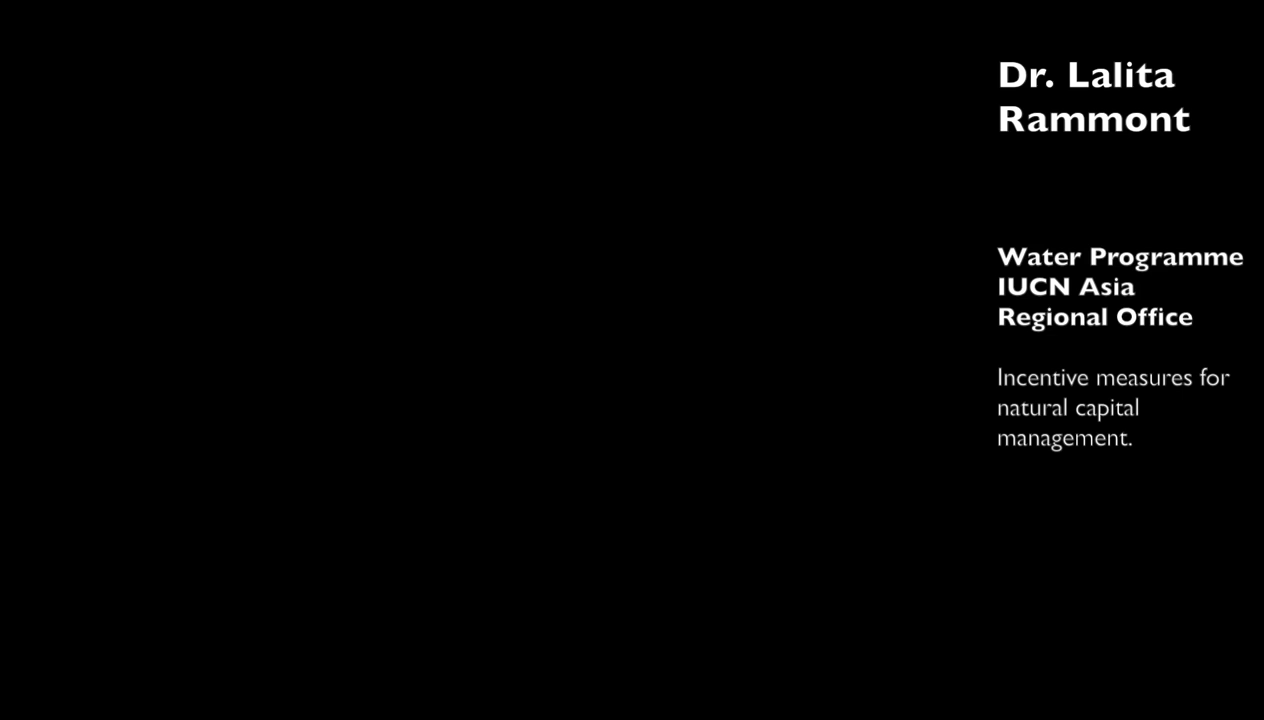 Dr. Lalita
Rammont
Water Programme
IUCN Asia
Regional Office
Incentive measures for
natural capital
management.